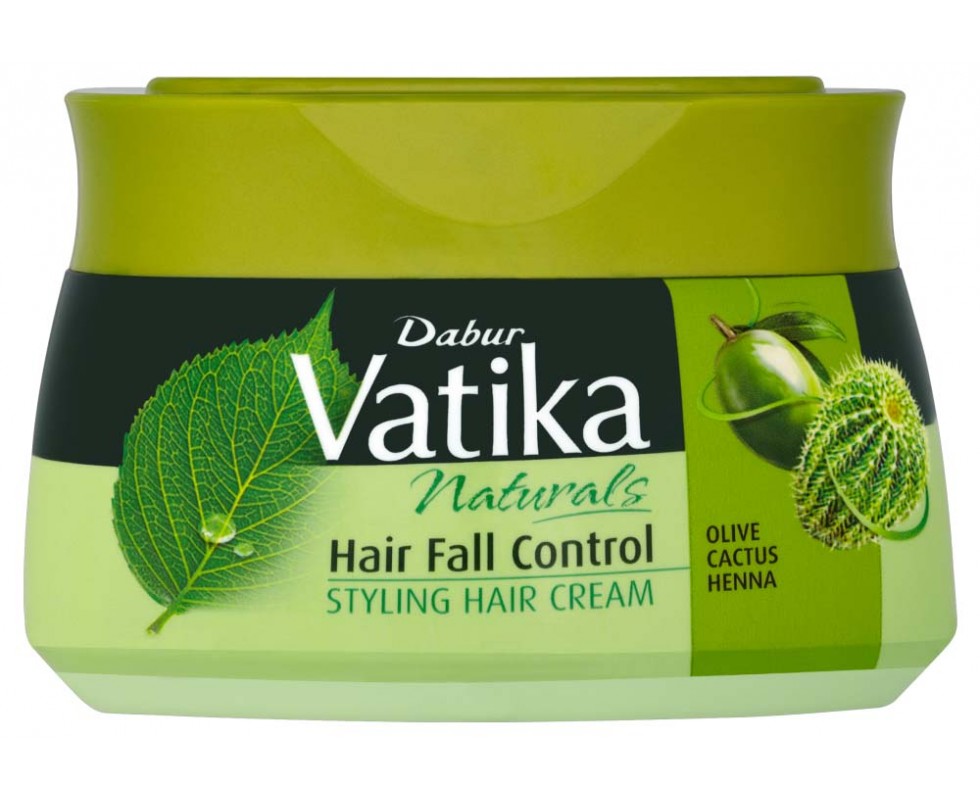 Dabur
Vatika
Naturals
Hair Fall Control
STYLING HAIR CREAM
OLIVE
CACTUS
HENNA